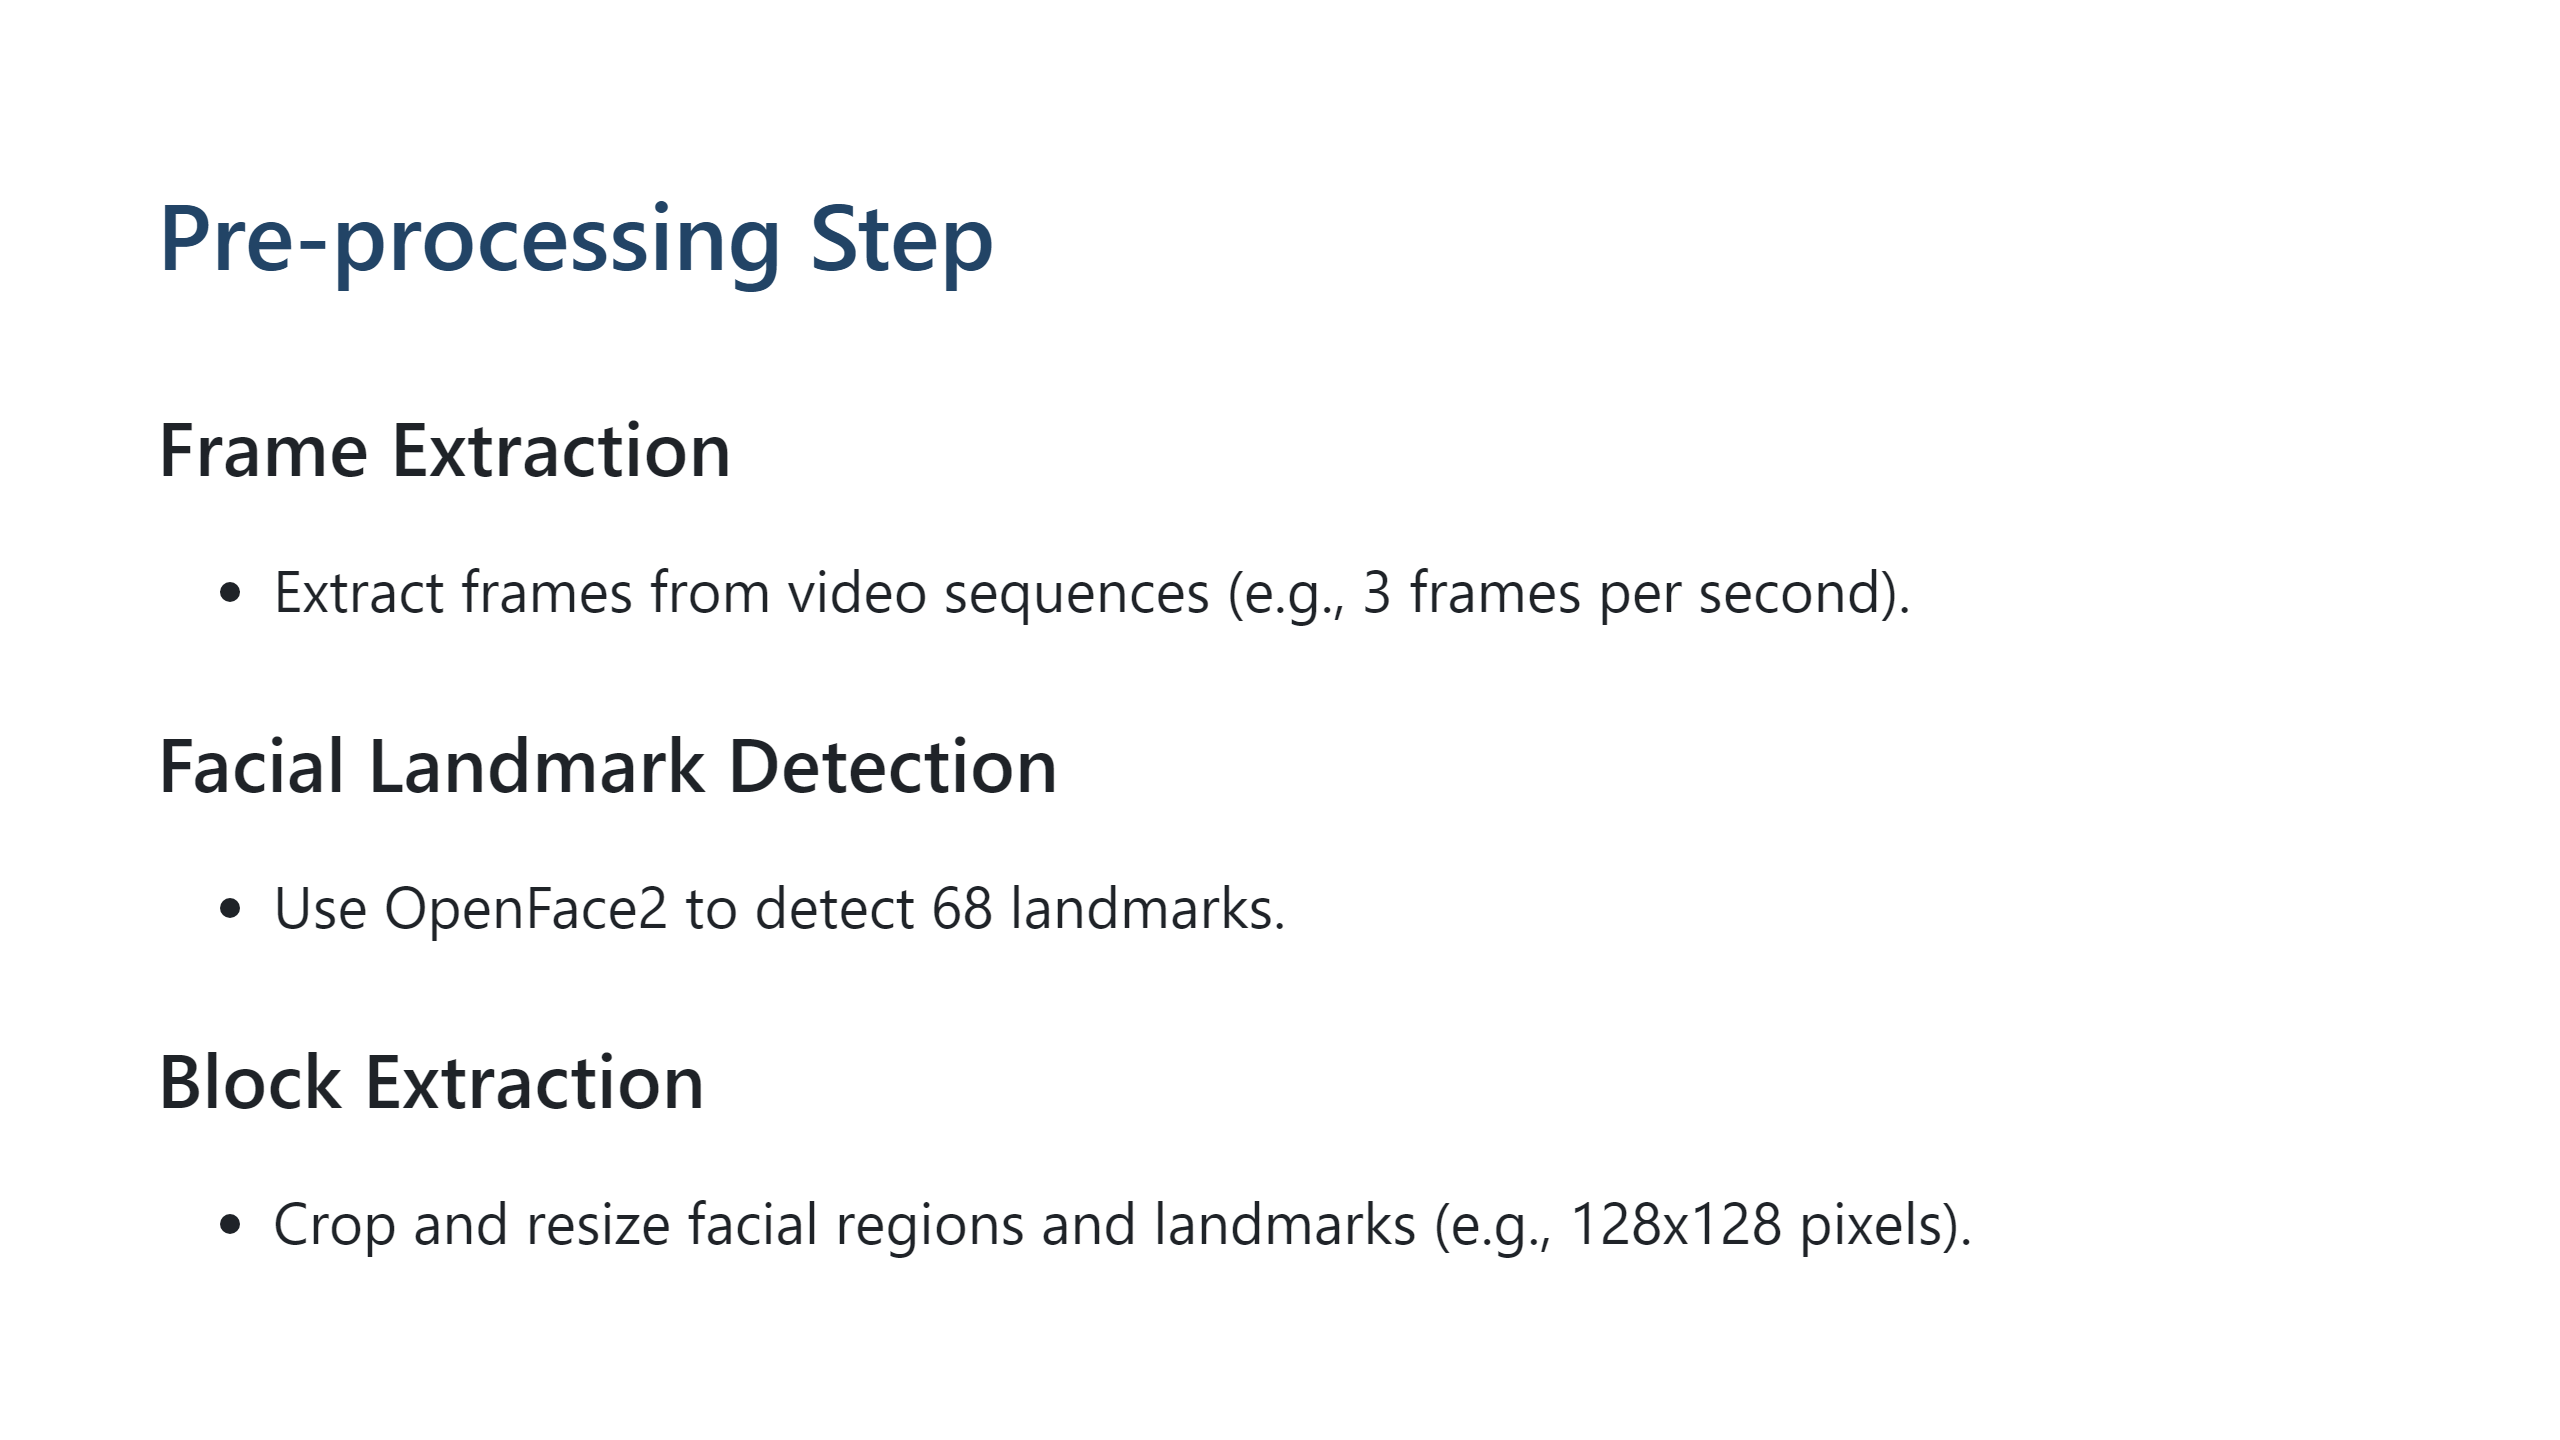 Pre-processing Step
Frame Extraction
• Extract frames from video sequences (e.g., 3 frames per second).
Facial Landmark Detection
• Use OpenFace2 to detect 68 landmarks.
Block Extraction
• Crop and resize facial regions and landmarks (e.g., 128x128 pixels).